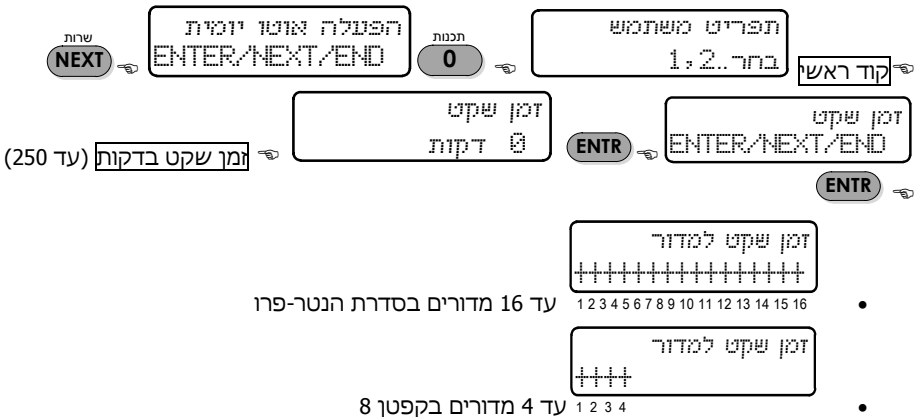 קוד ראשי
תפריט משתמש
בחר..1,2
תכנות
0
הפעלה אוטו יומית
ENTER/NEXT/END
שרות
NEXT
זמן שקט
ENTER/NEXT/END
ENTR
זמן שקט
0 דקות
זמן שקט בדקות (עד 250)
ENTR
זמן שקט למדור
++++++++++++++++
1 2 3 4 5 6 7 8 9 10 11 12 13 14 15 16
• עד 16 מדורים בסדרת הנטר-פרו
זמן שקט למדור
++++
1 2 3 4
• עד 4 מדורים בקפטן 8